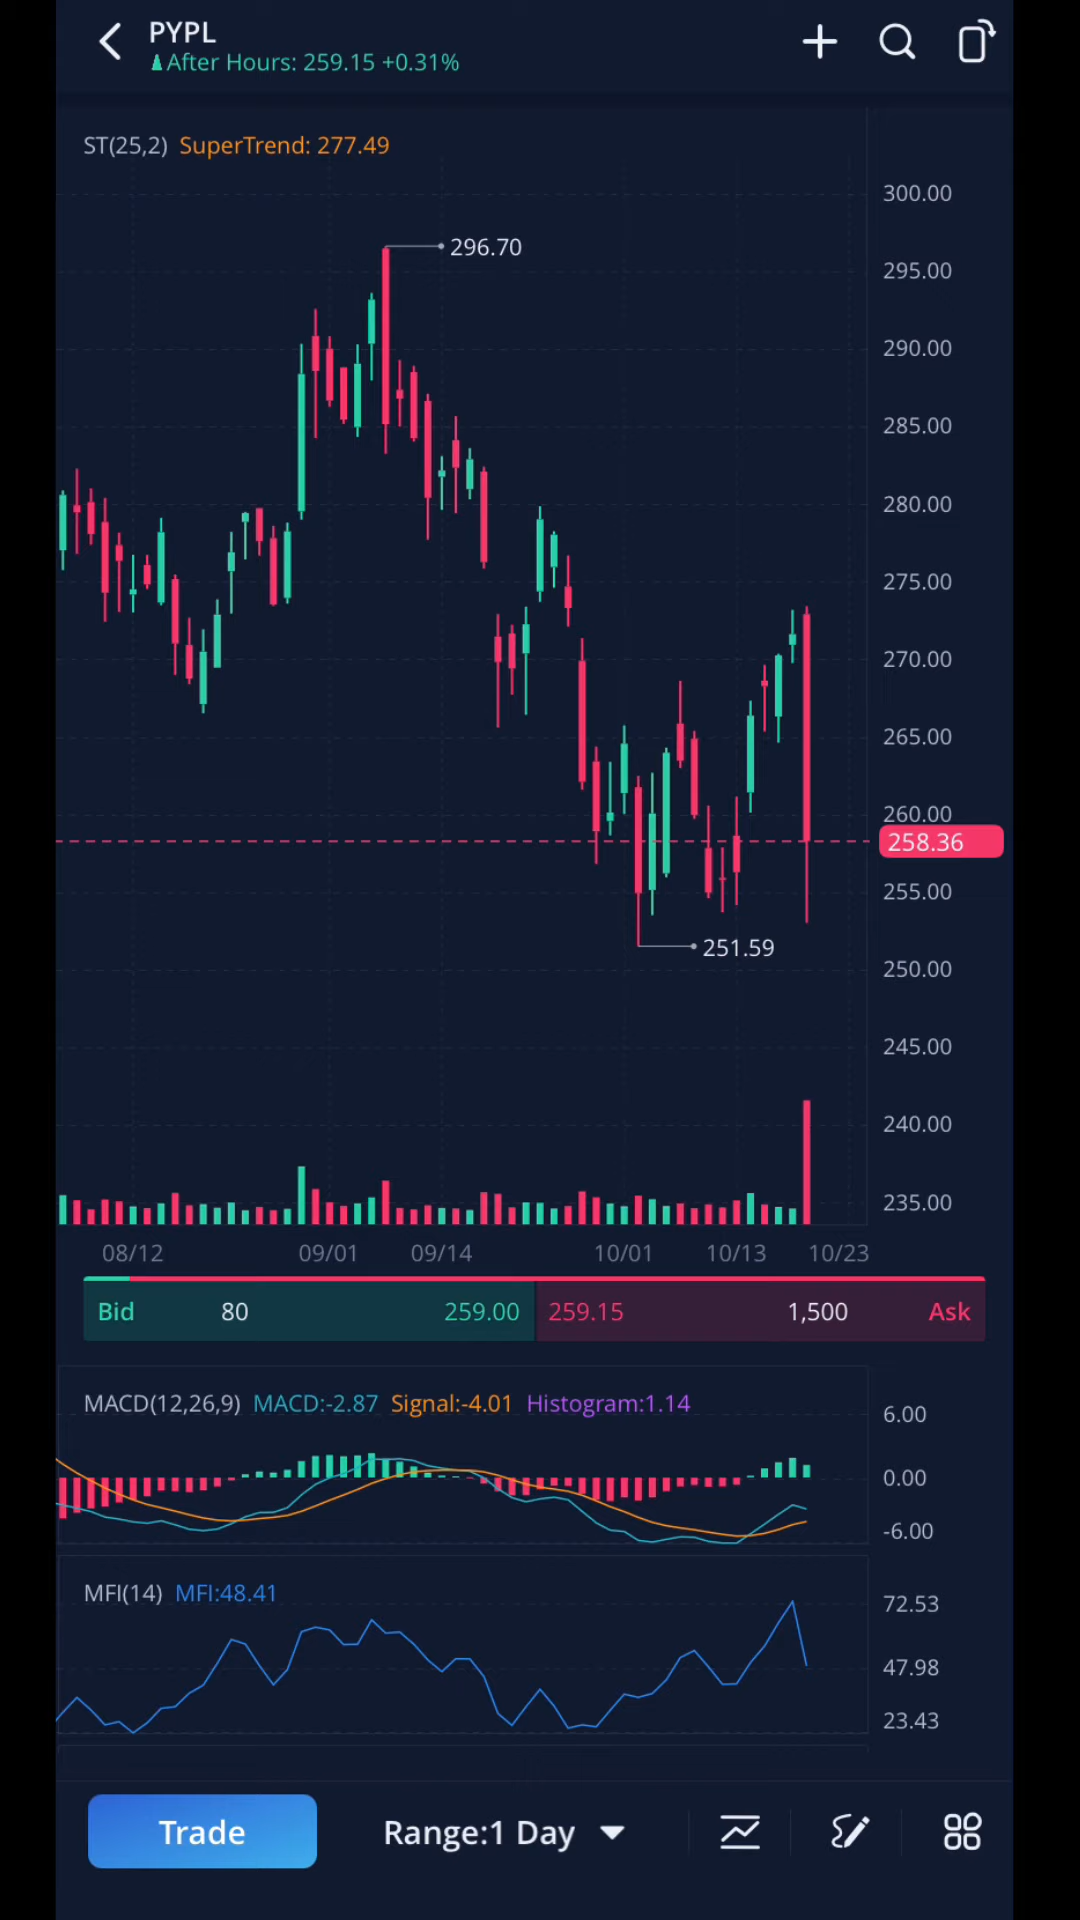 PYPL
After Hours: 259.15 +0.31%
ST(25,2) SuperTrend: 277.49
300.00
296.70
295.00
290.00
285.00
280.00
275.00
270.00
265.00
260.00
258.36
255.00
251.59
250.00
245.00
240.00
235.00
08/12 09/01 09/14 10/01 10/13 10/23
Bid 80 259.00 259.15 1,500 Ask
MACD(12,26,9) MACD:-2.87 Signal:-4.01 Histogram:1.14
6.00
0.00
-6.00
MFI(14) MFI:48.41
72.53
47.98
23.43
Trade Range:1 Day